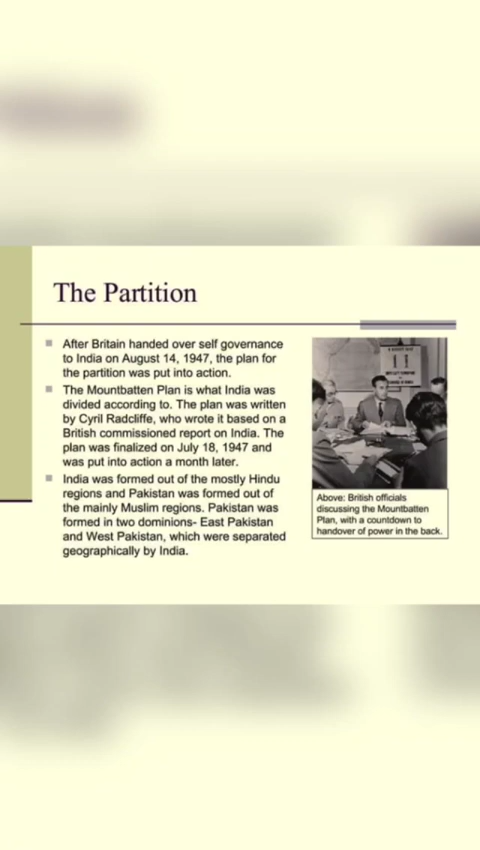 The Partition
After Britain handed over self governance
to India on August 14, 1947, the plan for
the partition was put into action.
The Mountbatten Plan is what India was
divided according to. The plan was written
by Cyril Radcliffe, who wrote it based on a
British commissioned report on India. The
plan was finalized on July 18, 1947 and
was put into action a month later.
India was formed out of the mostly Hindu
regions and Pakistan was formed out of
the mainly Muslim regions. Pakistan was
formed in two dominions- East Pakistan
and West Pakistan, which were separated
geographically by India.
Above: British officials
discussing the Mountbatten
Plan, with a countdown to
handover of power in the back.